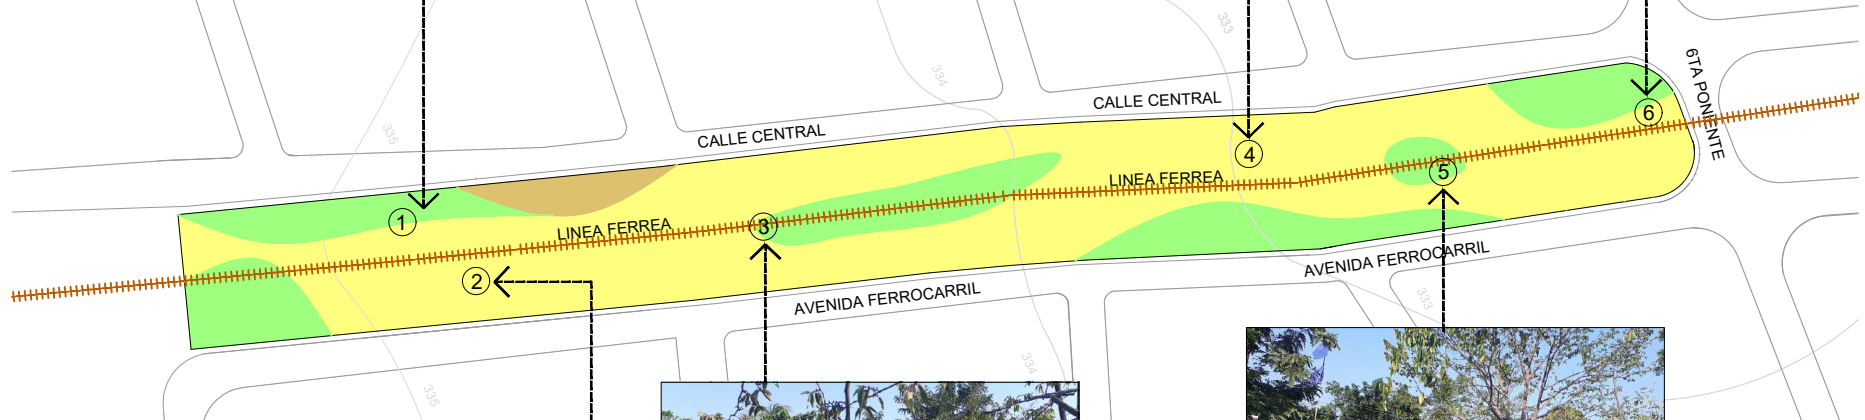 333
6TA PONIENTE
334
CALLE CENTRAL
6
335
CALLE CENTRAL
4
LINEA FERREA
5
1
LINEA FERREA
3
AVENIDA FERROCARRIL
2
AVENIDA FERROCARRIL
333
334
335